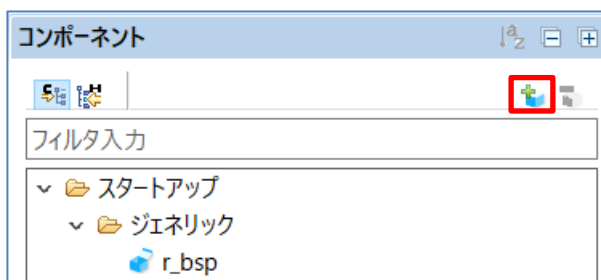 コンポーネント
フィルタ入力
スタートアップ
ジェネリック
r_bsp